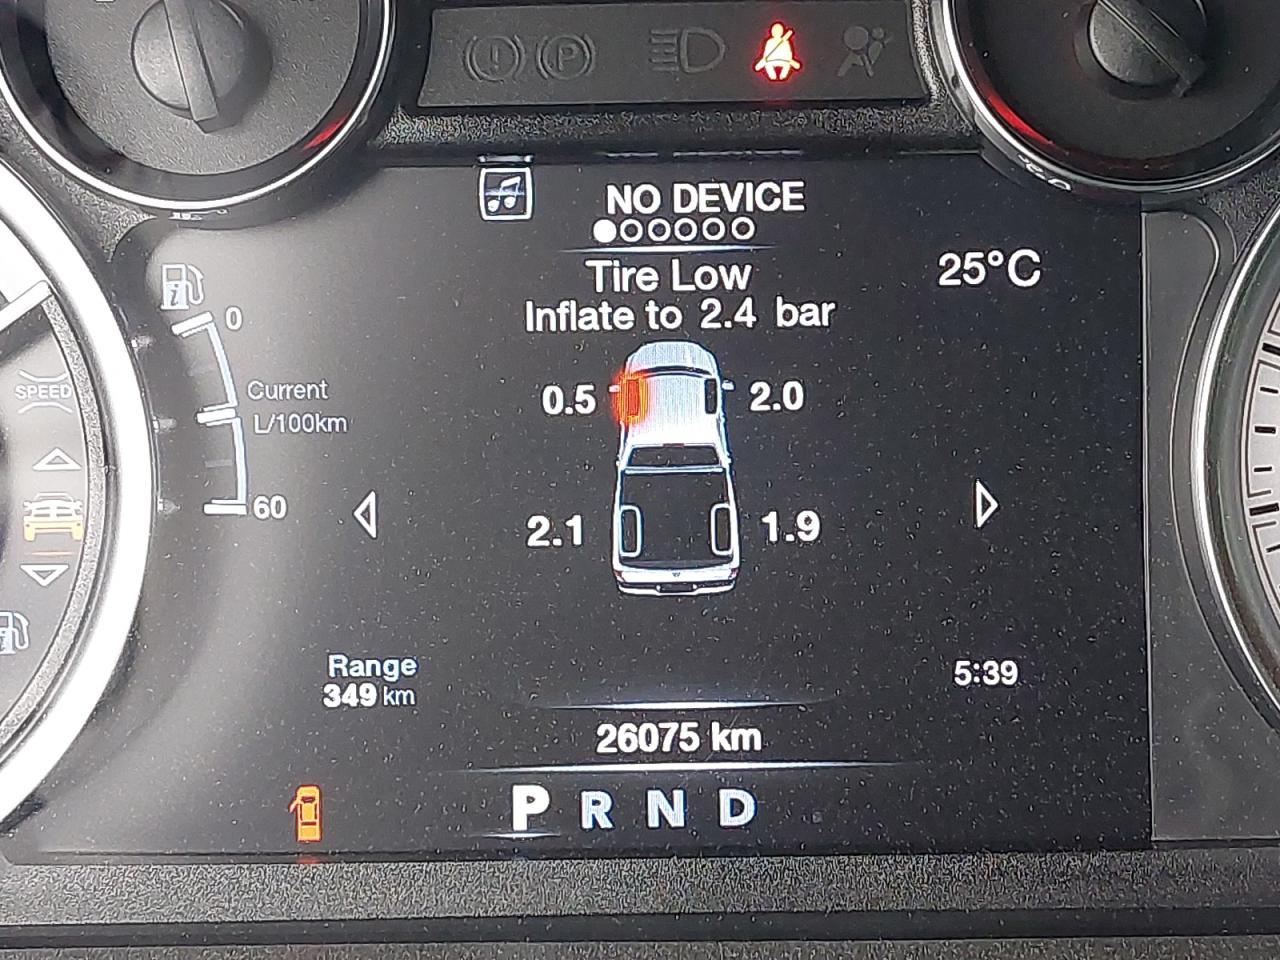 NO DEVICE
Tire Low
25°C
Inflate to 2.4 bar
0
SPEED
Current
L/100km
0.5 2.0
60
2.1 1.9
Range
349 km
5:39
26075 km
P R N D